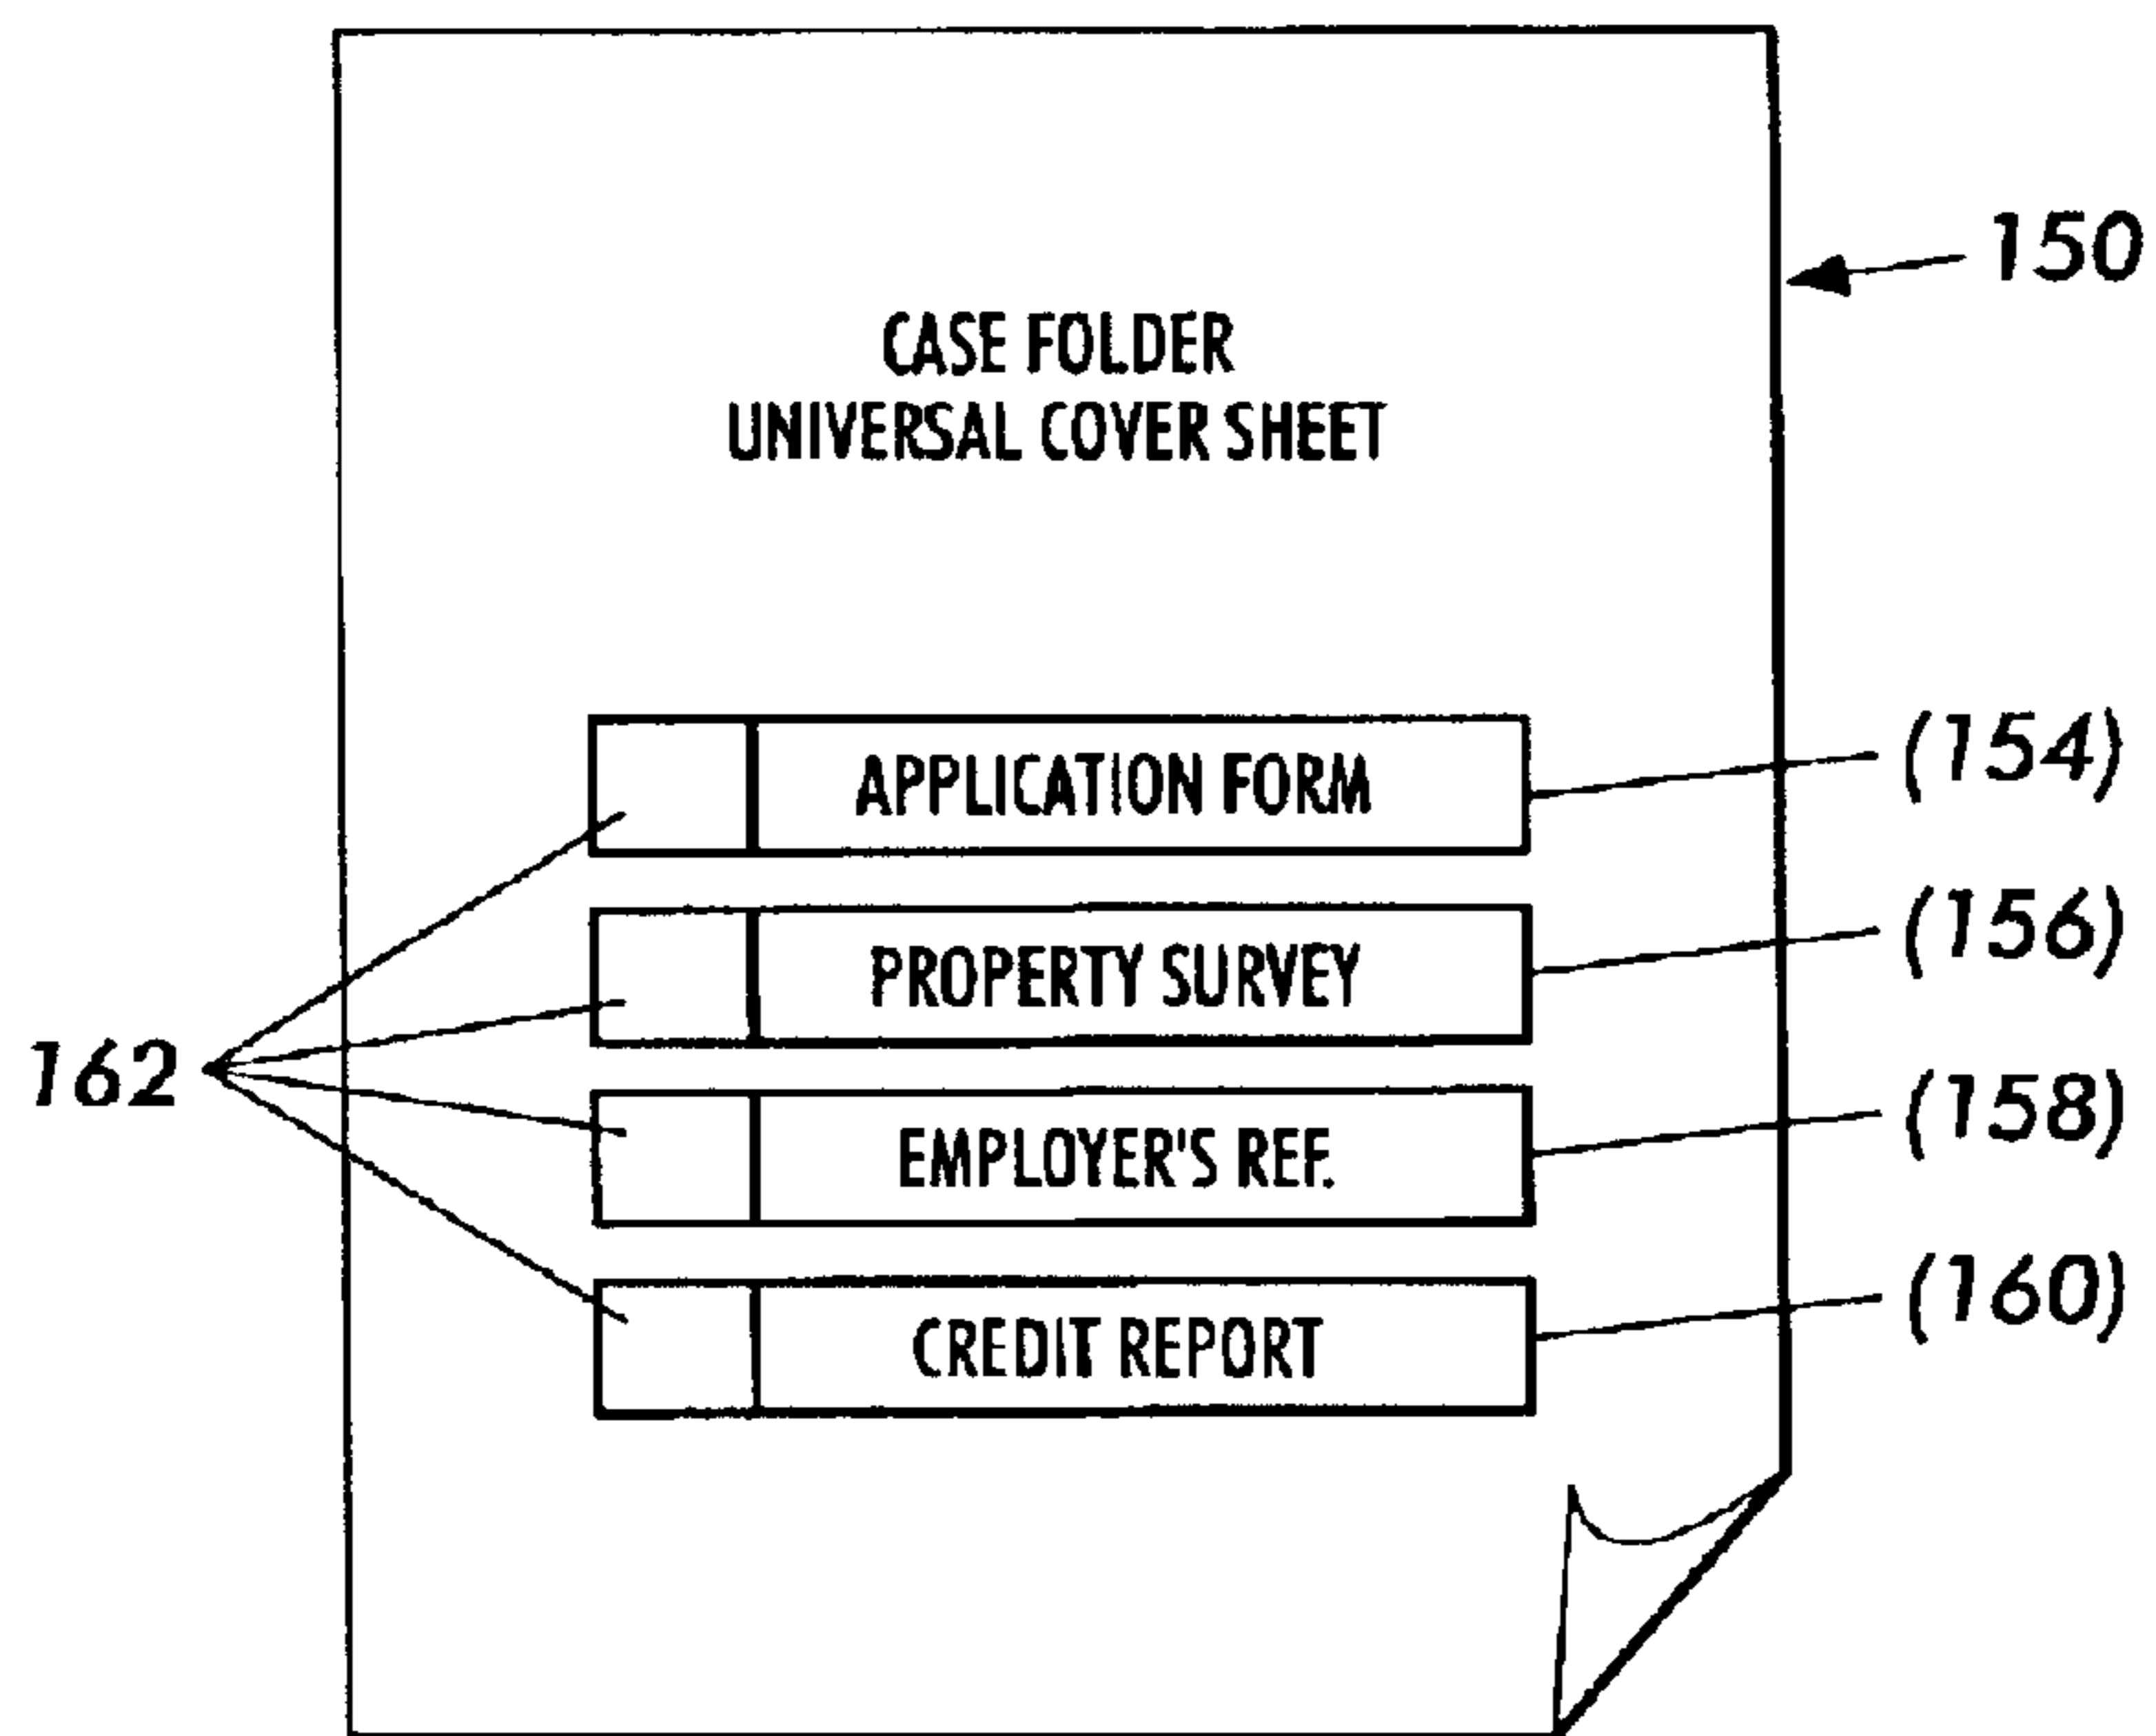 150
CASE FOLDER
UNIVERSAL COVER SHEET
APPLICATION FORM (154)
PROPERTY SURVEY (156)
162
EMPLOYER'S REF. (158)
CREDIT REPORT (160)